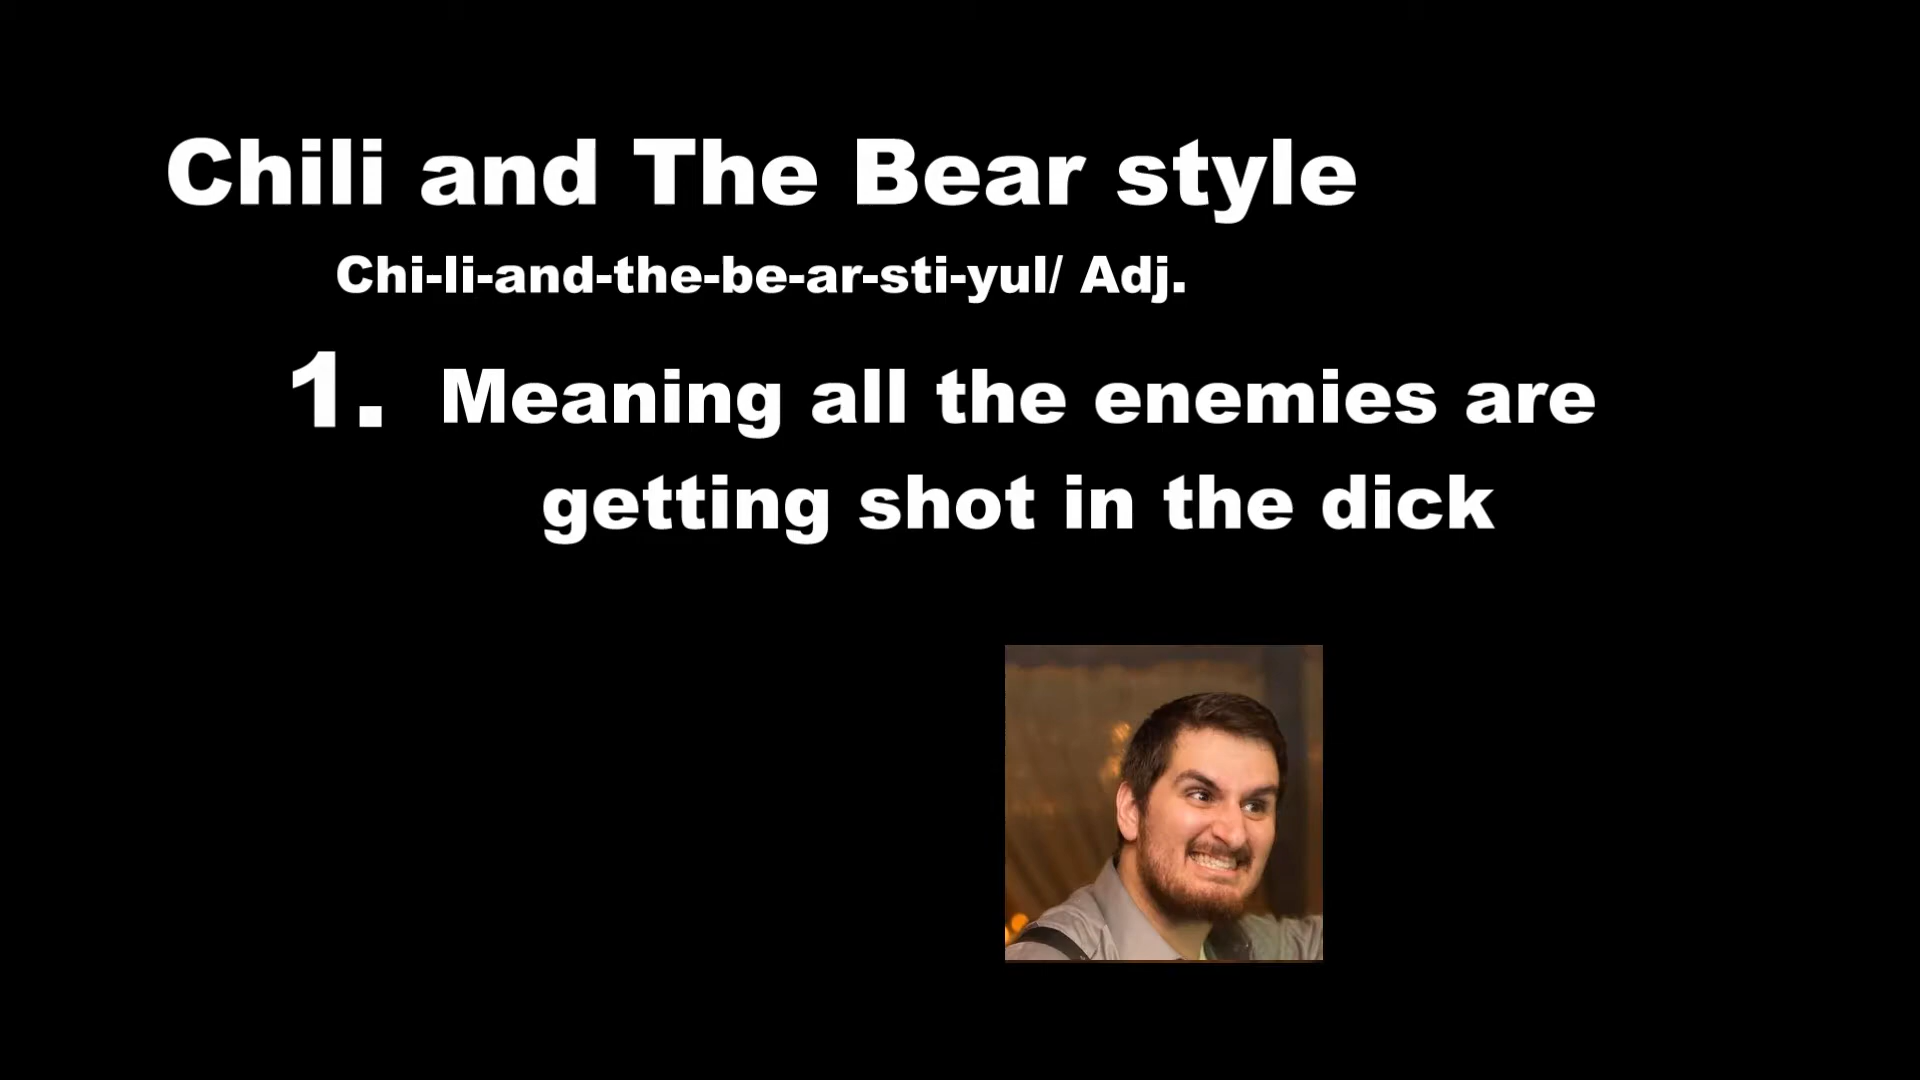 Chili and The Bear style
Chi-li-and-the-be-ar-sti-yul/ Adj.
1. Meaning all the enemies are
getting shot in the dick